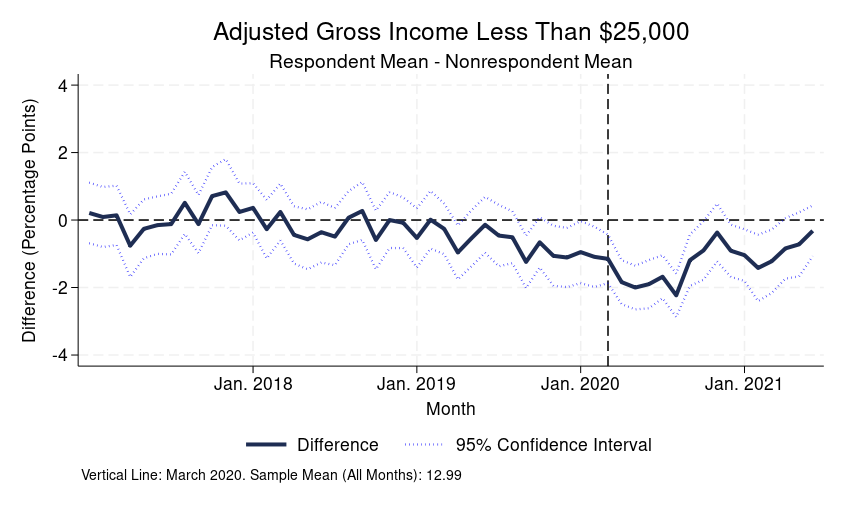 Adjusted Gross Income Less Than $25,000
Respondent Mean - Nonrespondent Mean
Difference (Percentage Points)
4
2
0
-2
-4
Jan. 2018
Jan. 2019
Jan. 2020
Jan. 2021
Month
Difference
95% Confidence Interval
Vertical Line: March 2020. Sample Mean (All Months): 12.99